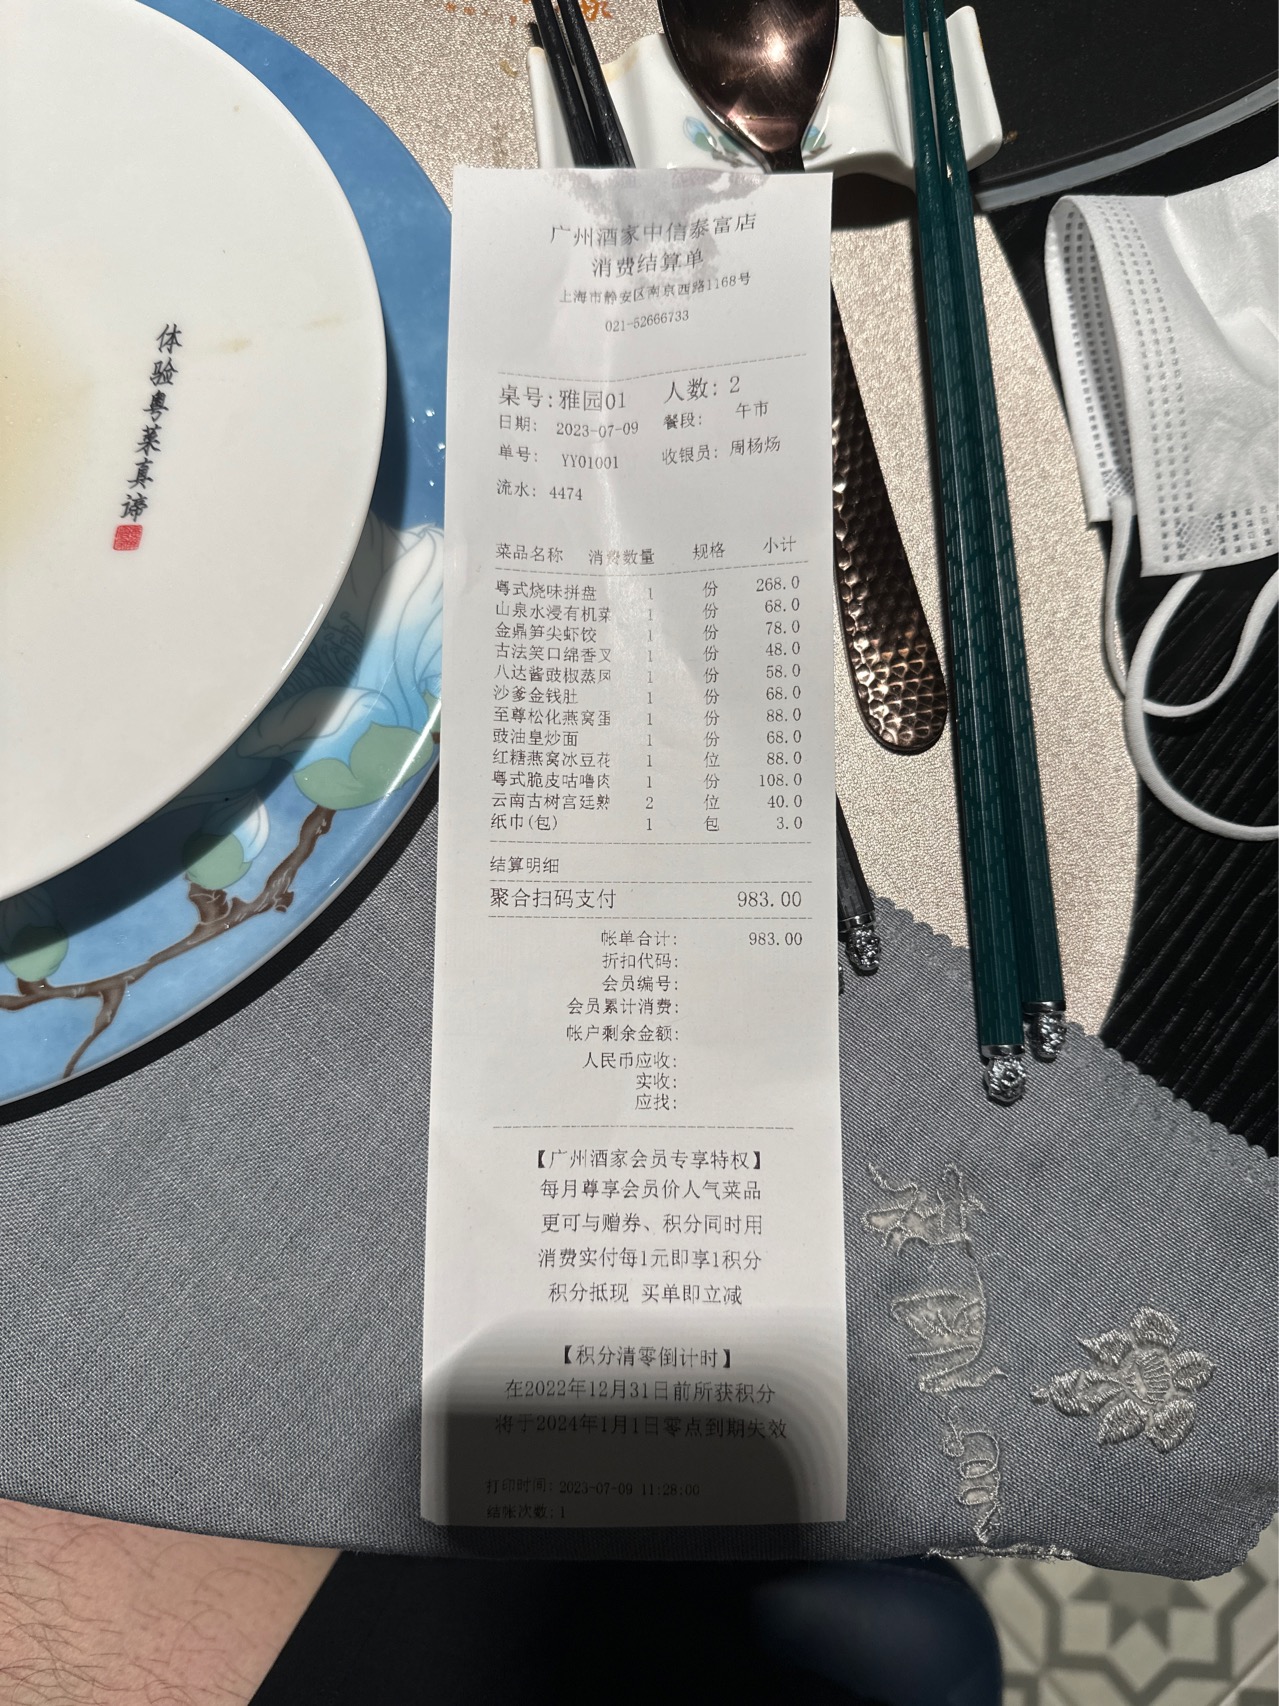 体验粤菜真谛
广州酒家中信泰富店
消费结算单
上海市静安区南京西路1168号
021-52666733
桌号:雅园01 人数: 2
日期: 2023-07-09 餐段: 午市
单号: YY01001 收银员: 周杨炀
流水: 4474
菜品名称 消费数量 规格 小计
粤式烧味拼盘 1 份 268.0
山泉水浸有机菜 1 份 68.0
金鼎笋尖虾饺 1 份 78.0
古法笑口绵香叉 1 份 48.0
八达酱豉椒蒸凤 1 份 58.0
沙爹金钱肚 1 份 68.0
至尊松化燕窝蛋 1 份 88.0
豉油皇炒面 1 份 68.0
红糖燕窝冰豆花 1 位 88.0
粤式脆皮咕噜肉 1 份 108.0
云南古树宫廷熟 2 位 40.0
纸巾(包) 1 包 3.0
结算明细
聚合扫码支付 983.00
帐单合计: 983.00
折扣代码:
会员编号:
会员累计消费:
帐户剩余金额:
人民币应收:
实收:
应找:
【广州酒家会员专享特权】
每月尊享会员价人气菜品
更可与赠券、积分同时用
消费实付每1元即享1积分
积分抵现 买单即立减
【积分清零倒计时】
在2022年12月31日前所获积分
将于2024年1月1日零点到期失效
打印时间: 2023-07-09 11:28:00
结帐次数: 1